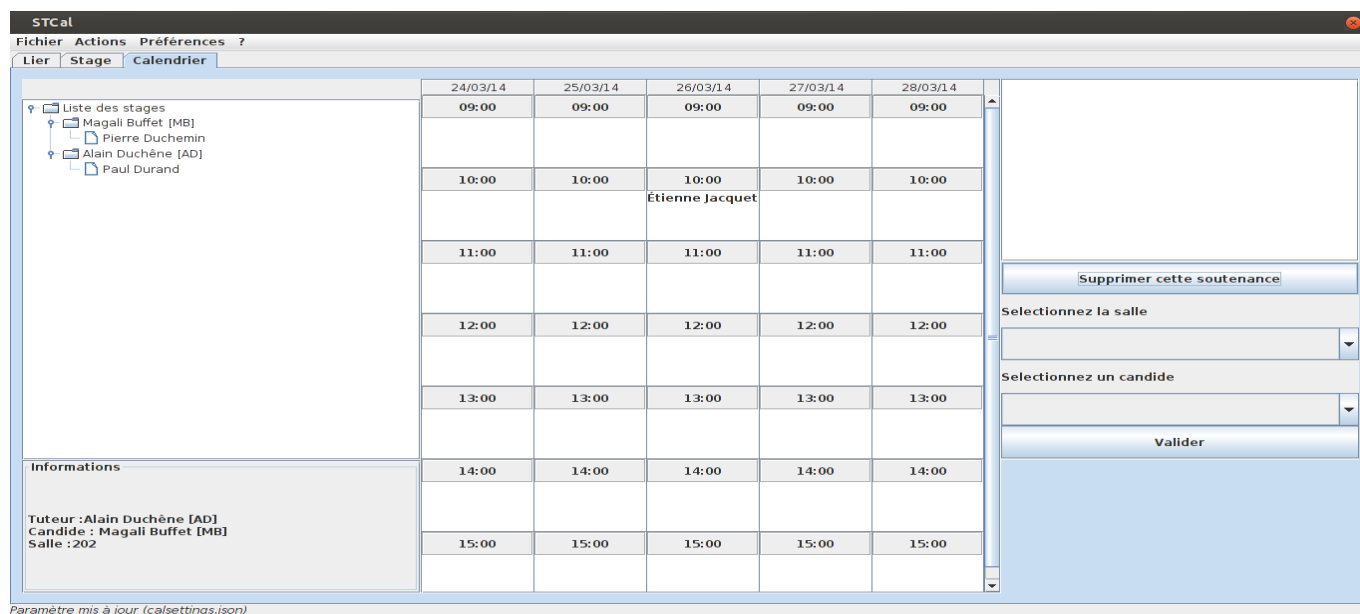 STCal
Fichier Actions Préférences ?
Lier Stage Calendrier
24/03/14 25/03/14 26/03/14 27/03/14 28/03/14
Liste des stages
Magali Buffet [MB]
Pierre Duchemin
Alain Duchêne [AD]
Paul Durand
09:00 09:00 09:00 09:00 09:00
10:00 10:00 10:00 10:00 10:00
Étienne Jacquet
11:00 11:00 11:00 11:00 11:00
12:00 12:00 12:00 12:00 12:00
13:00 13:00 13:00 13:00 13:00
14:00 14:00 14:00 14:00 14:00
15:00 15:00 15:00 15:00 15:00
Supprimer cette soutenance
Selectionnez la salle
Selectionnez un candide
Valider
Informations
Tuteur :Alain Duchêne [AD]
Candide : Magali Buffet [MB]
Salle :202
Paramètre mis à jour (calsettings.json)